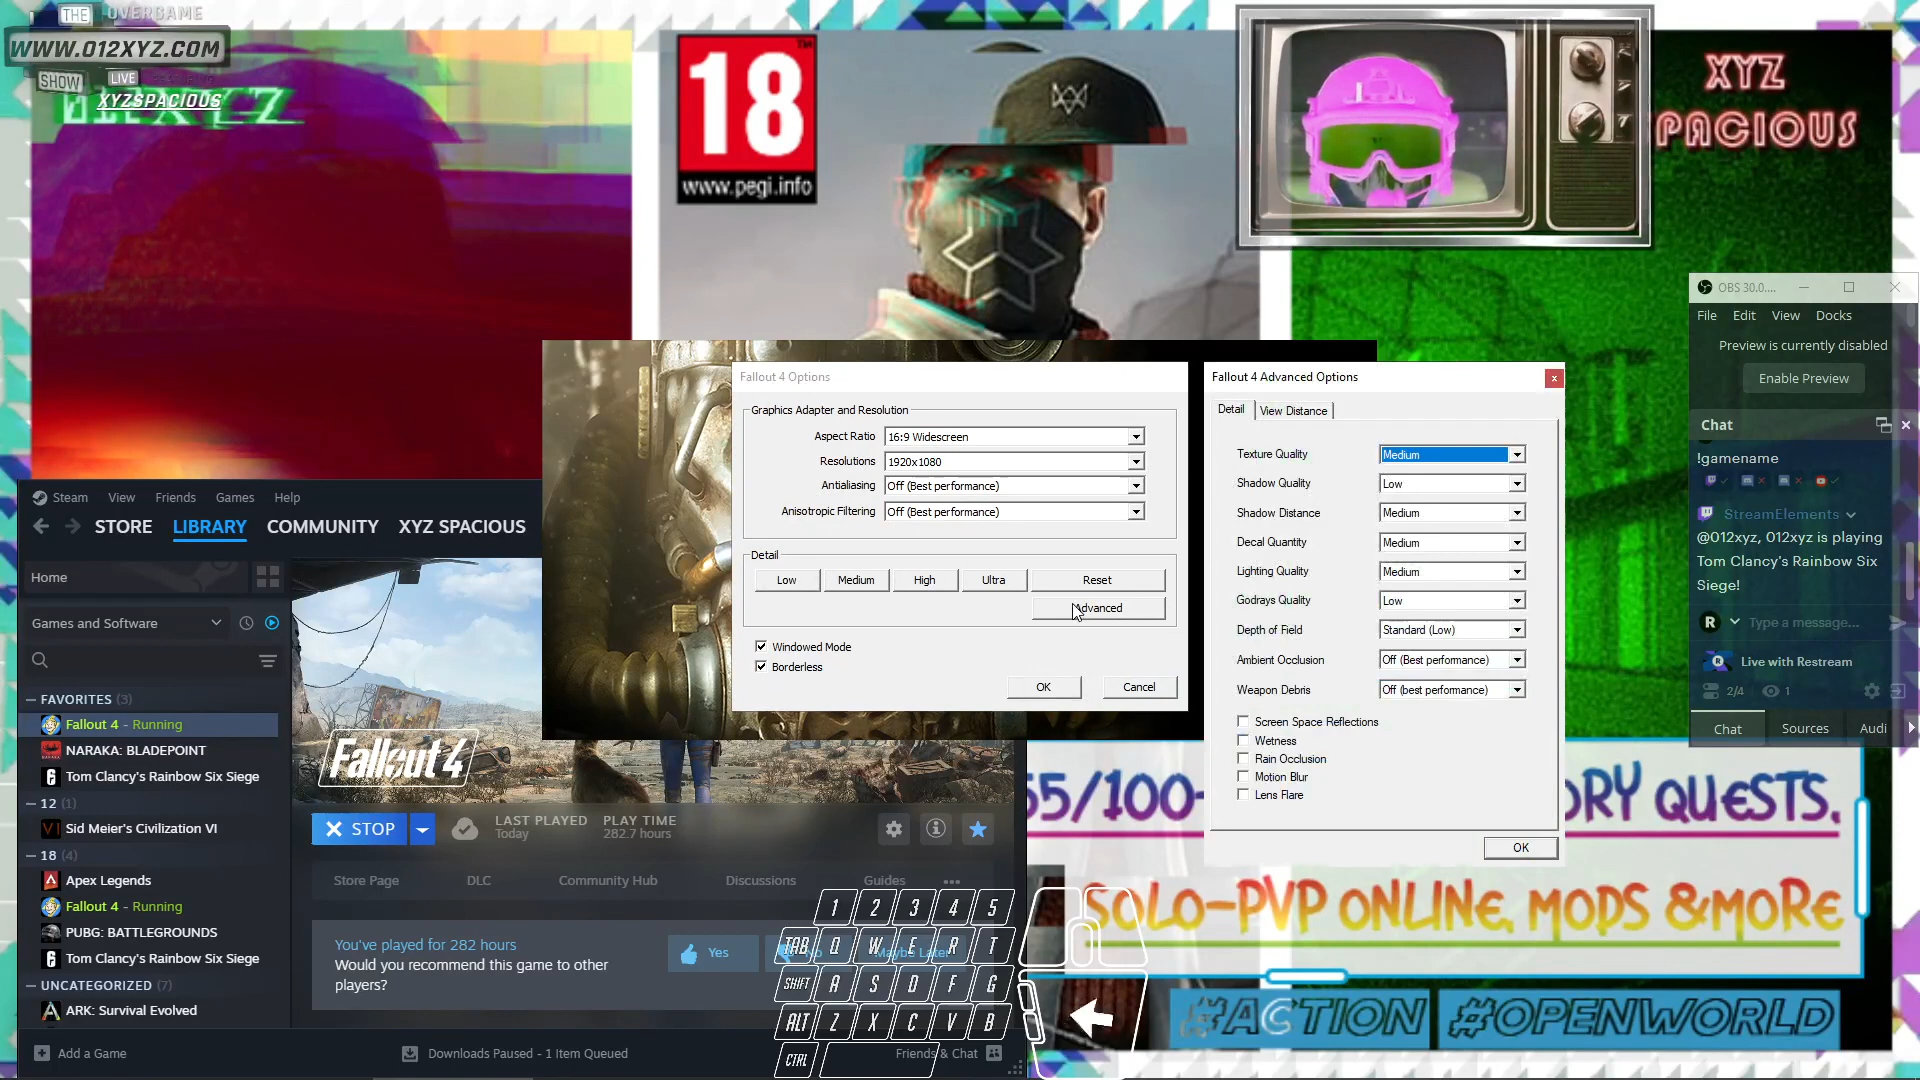 THE OVERGAME
WWW.012XYZ.COM
SHOW LIVE
XYZSPACIOUS
18
www.pegi.info
XYZ
SPACIOUS
OBS 30.0....
File Edit View Docks
Preview is currently disabled
Enable Preview
Chat
!gamename
StreamElements
@012xyz, 012xyz is playing
Tom Clancy's Rainbow Six
Siege!
R Type a message...
Live with Restream
2/4 1
Chat Sources Audi
Steam View Friends Games Help
STORE LIBRARY COMMUNITY XYZ SPACIOUS
Home
Games and Software
FAVORITES (3)
Fallout 4 - Running
NARAKA: BLADEPOINT
Tom Clancy's Rainbow Six Siege
12 (1)
Sid Meier's Civilization VI
18 (4)
Apex Legends
Fallout 4 - Running
PUBG: BATTLEGROUNDS
Tom Clancy's Rainbow Six Siege
UNCATEGORIZED (7)
ARK: Survival Evolved
Add a Game
Fallout 4
STOP
LAST PLAYED
Today
PLAY TIME
282.7 hours
Store Page DLC Community Hub Discussions Guides
You've played for 282 hours
Would you recommend this game to other
players?
Yes No Maybe Later
Downloads Paused - 1 Item Queued
Friends & Chat
Fallout 4 Options
Graphics Adapter and Resolution
Aspect Ratio 16:9 Widescreen
Resolutions 1920x1080
Antialiasing Off (Best performance)
Anisotropic Filtering Off (Best performance)
Detail
Low Medium High Ultra Reset
Advanced
Windowed Mode
Borderless
OK Cancel
Fallout 4 Advanced Options
Detail View Distance
Texture Quality Medium
Shadow Quality Low
Shadow Distance Medium
Decal Quantity Medium
Lighting Quality Medium
Godrays Quality Low
Depth of Field Standard (Low)
Ambient Occlusion Off (Best performance)
Weapon Debris Off (best performance)
Screen Space Reflections
Wetness
Rain Occlusion
Motion Blur
Lens Flare
OK
1 2 3 4 5
TAB Q W E R T
SHIFT A S D F G
ALT Z X C V B
CTRL
55/100- ORY QUESTS.
SOLO-PVP ONLINE, MODS &MORE
#ACTION #OPENWORLD